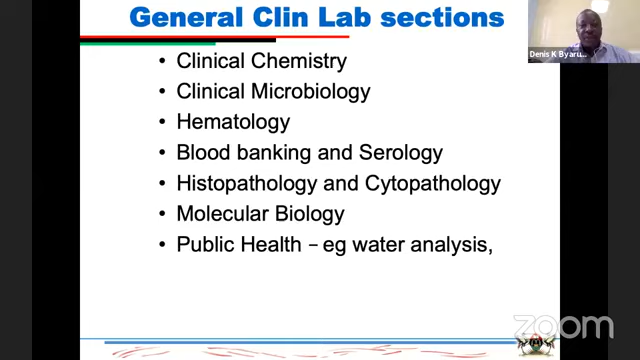 General Clin Lab sections
Denis K Byaru...
• Clinical Chemistry
• Clinical Microbiology
• Hematology
• Blood banking and Serology
• Histopathology and Cytopathology
• Molecular Biology
• Public Health – eg water analysis,
zoom